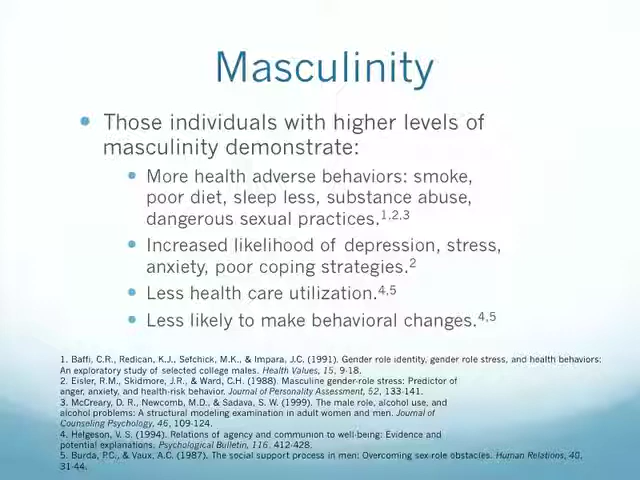 Masculinity
• Those individuals with higher levels of
masculinity demonstrate:
• More health adverse behaviors: smoke,
poor diet, sleep less, substance abuse,
dangerous sexual practices.1,2,3
• Increased likelihood of depression, stress,
anxiety, poor coping strategies.2
• Less health care utilization.4,5
• Less likely to make behavioral changes.4,5
1. Baffi, C.R., Redican, K.J., Sefchick, M.K., & Impara, J.C. (1991). Gender role identity, gender role stress, and health behaviors:
An exploratory study of selected college males. Health Values, 15, 9-18.
2. Eisler, R.M., Skidmore, J.R., & Ward, C.H. (1988). Masculine gender-role stress: Predictor of
anger, anxiety, and health-risk behavior. Journal of Personality Assessment, 52, 133-141.
3. McCreary, D. R., Newcomb, M.D., & Sadava, S. W. (1999). The male role, alcohol use, and
alcohol problems: A structural modeling examination in adult women and men. Journal of
Counseling Psychology, 46, 109-124.
4. Helgeson, V. S. (1994). Relations of agency and communion to well-being: Evidence and
potential explanations. Psychological Bulletin, 116. 412-428.
5. Burda, P.C., & Vaux, A.C. (1987). The social support process in men: Overcoming sex-role obstacles. Human Relations, 40,
31-44.